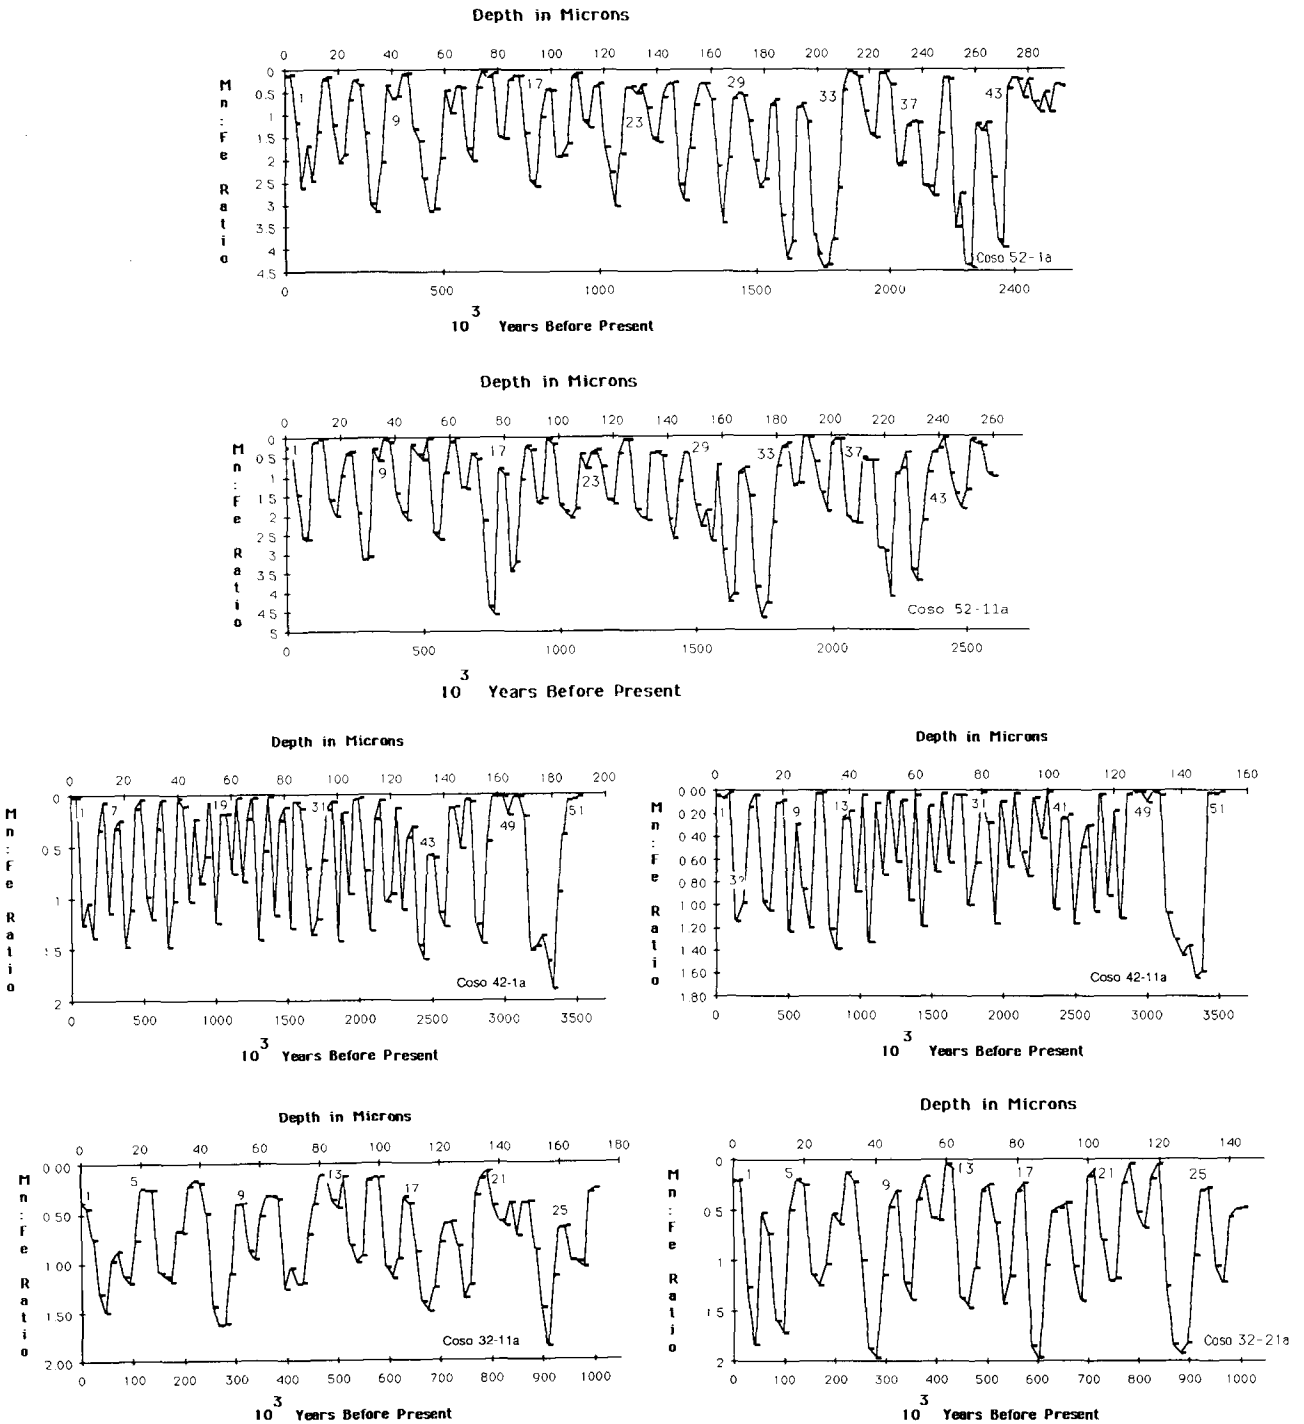 Depth in Microns
0 20 40 60 80 100 120 140 160 180 200 220 240 260 280
Mn:Fe Ratio
0
0.5
1
1.5
2
2.5
3
3.5
4
4.5
1 9 17 23 29 33 37 43
Coso 52-1a
0 500 1000 1500 2000 2400
10³ Years Before Present
Depth in Microns
0 20 40 60 80 100 120 140 160 180 200 220 240 260
Mn:Fe Ratio
0
0.5
1
1.5
2
2.5
3
3.5
4
4.5
5
1 9 17 23 29 33 37 43
Coso 52-11a
0 500 1000 1500 2000 2500
10³ Years Before Present
Depth in Microns
0 20 40 60 80 100 120 140 160 180 200
Mn:Fe Ratio
0
0.5
1
1.5
2
1 7 19 31 43 49 51
Coso 42-1a
0 500 1000 1500 2000 2500 3000 3500
10³ Years Before Present
Depth in Microns
0 20 40 60 80 100 120 140 160
Mn:Fe Ratio
0.00
0.20
0.40
0.60
0.80
1.00
1.20
1.40
1.60
1.80
1 9 13 31 41 49 51
Coso 42-11a
0 500 1000 1500 2000 2500 3000 3500
10³ Years Before Present
Depth in Microns
0 20 40 60 80 100 120 140 160 180
Mn:Fe Ratio
0.00
0.50
1.00
1.50
2.00
1 5 9 13 17 21 25
Coso 32-11a
0 100 200 300 400 500 600 700 800 900 1000
10³ Years Before Present
Depth in Microns
0 20 40 60 80 100 120 140
Mn:Fe Ratio
0
0.5
1
1.5
2
1 5 9 13 17 21 25
Coso 32-21a
0 100 200 300 400 500 600 700 800 900 1000
10³ Years Before Present